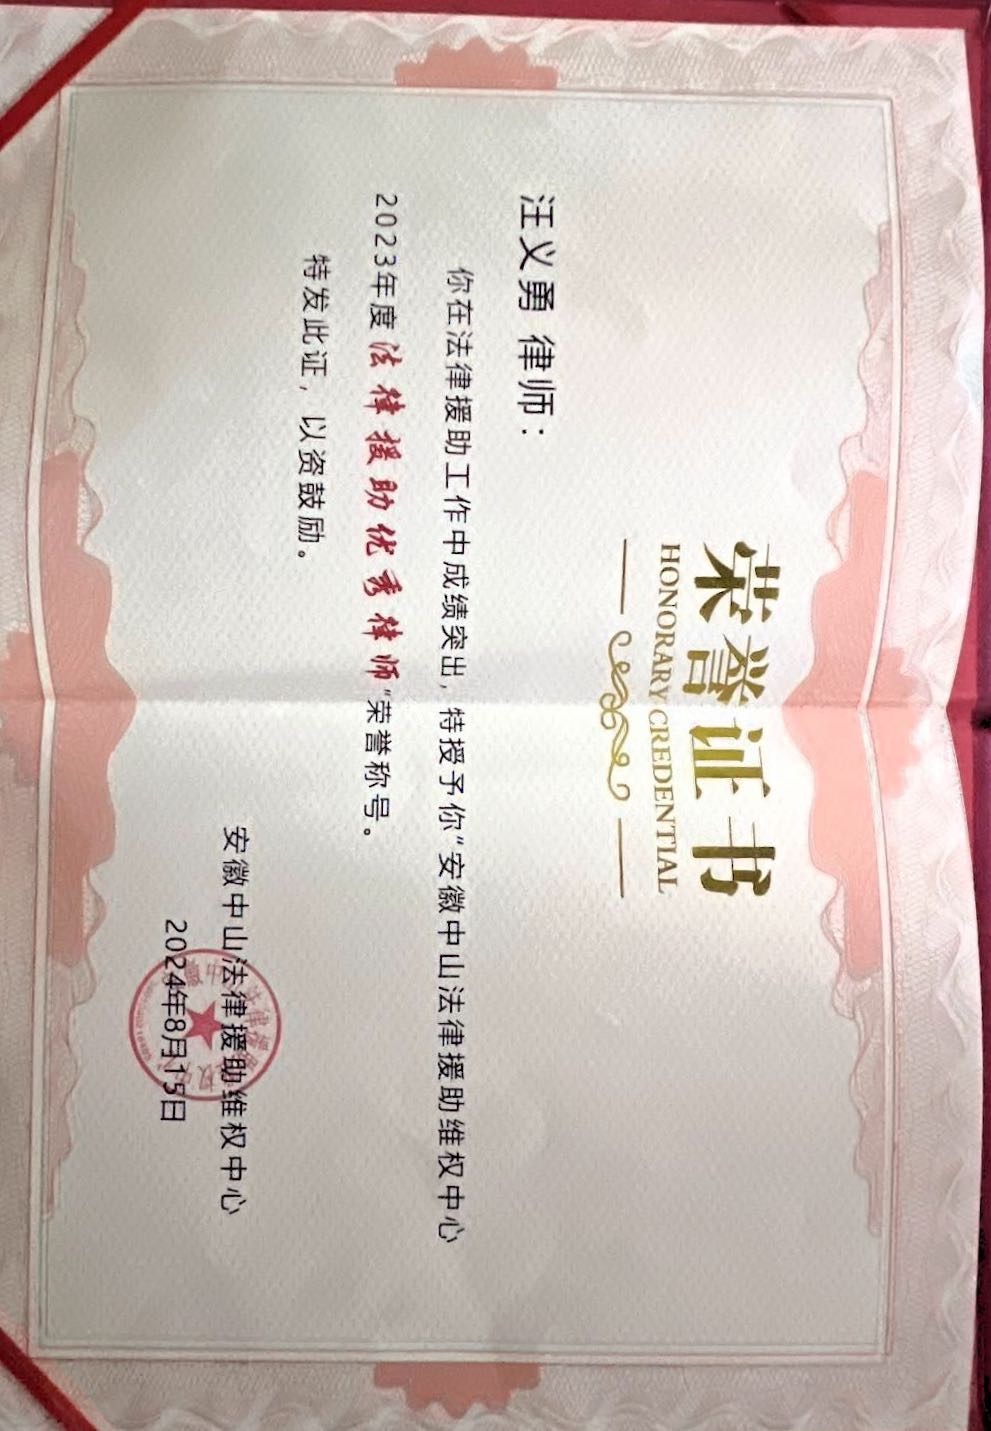 荣誉证书
HONORARY CREDENTIAL
汪义勇 律师：
你在法律援助工作中成绩突出，特授予你“安徽中山法律援助维权中心
2023年度法律援助优秀律师”荣誉称号。
特发此证，以资鼓励。
安徽中山法律援助维权中心
2024年8月15日